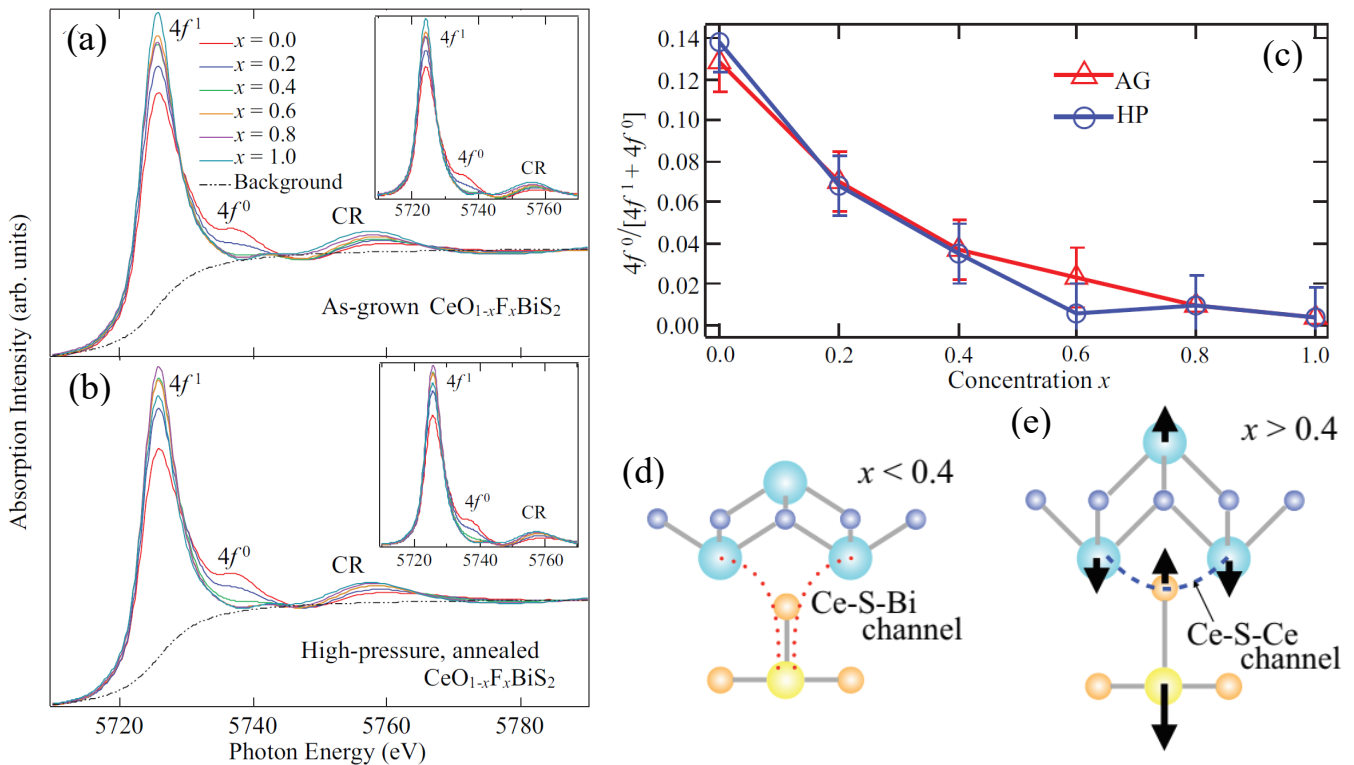 (a)
4f¹
x = 0.0
x = 0.2
x = 0.4
x = 0.6
x = 0.8
x = 1.0
Background
4f⁰
CR
As-grown CeO₁₋ₓFₓBiS₂
4f¹
4f⁰
CR
5720 5740 5760
(b)
4f¹
4f⁰
CR
High-pressure, annealed
CeO₁₋ₓFₓBiS₂
4f¹
4f⁰
CR
5720 5740 5760
5720 5740 5760 5780
Photon Energy (eV)
Absorption Intensity (arb. units)
(c)
AG
HP
0.14
0.12
0.10
0.08
0.06
0.04
0.02
0.00
4f⁰/[4f¹ + 4f⁰]
0.0 0.2 0.4 0.6 0.8 1.0
Concentration x
(d)
x < 0.4
Ce-S-Bi
channel
(e)
x > 0.4
Ce-S-Ce
channel